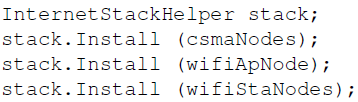 InternetStackHelper stack;
stack.Install (csmaNodes);
stack.Install (wifiApNode);
stack.Install (wifiStaNodes);